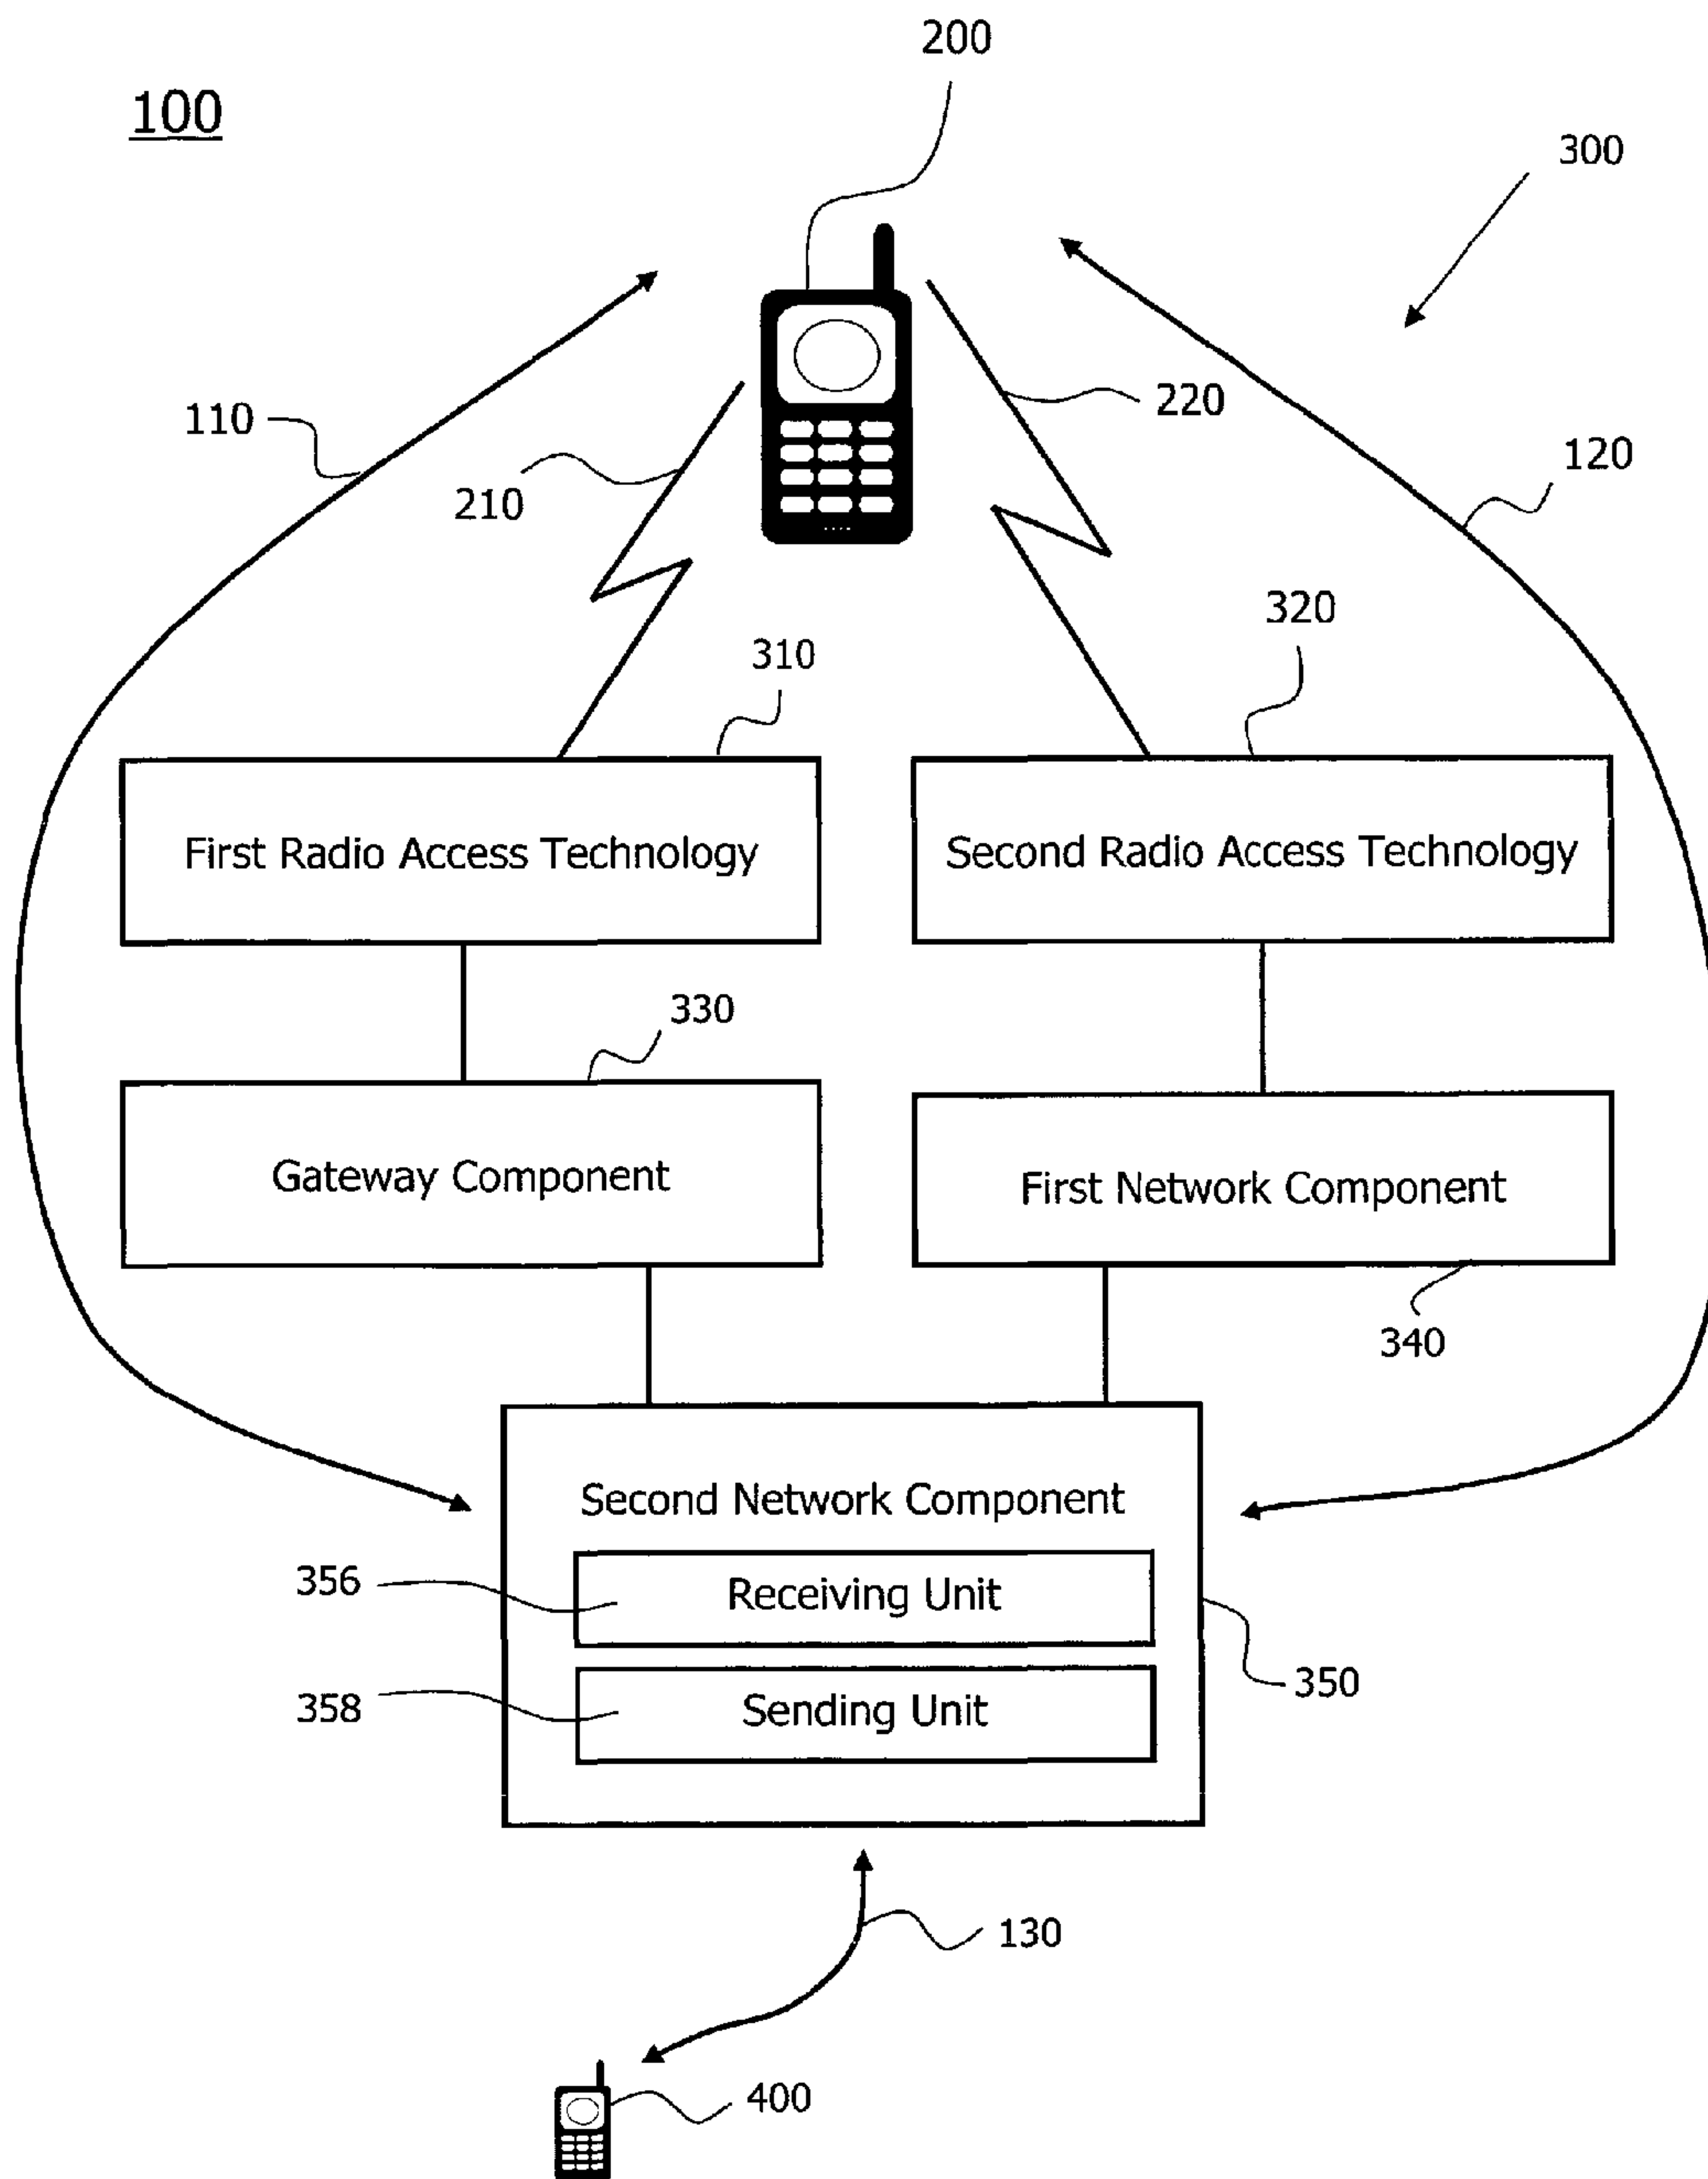 200
100
300
110
220
210
120
320
310
First Radio Access Technology
Second Radio Access Technology
330
Gateway Component
First Network Component
340
Second Network Component
356
Receiving Unit
350
358
Sending Unit
130
400